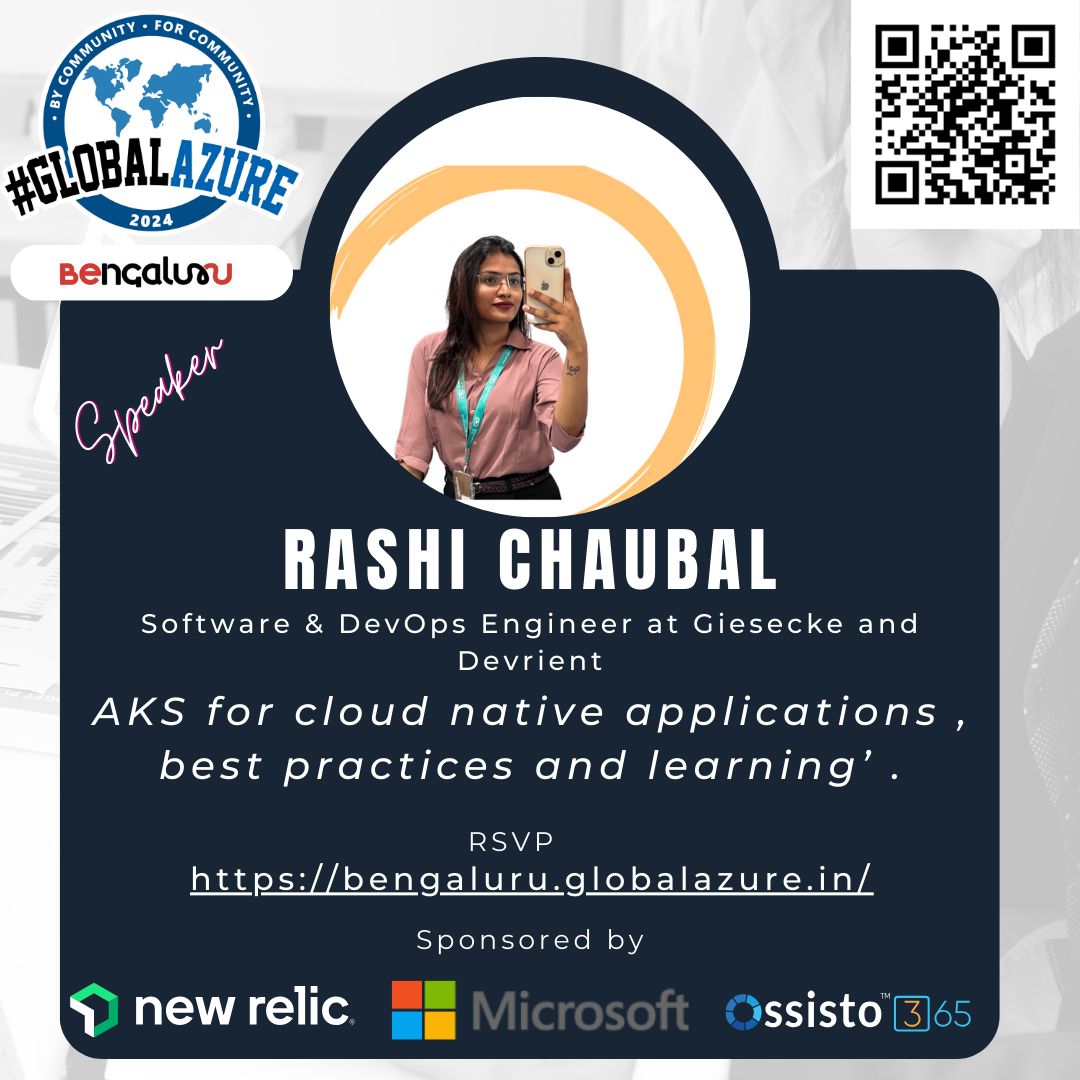 BY COMMUNITY • FOR COMMUNITY
#GLOBALAZURE
2024
BENGALURU
Speaker
RASHI CHAUBAL
Software & DevOps Engineer at Giesecke and
Devrient
AKS for cloud native applications ,
best practices and learning’ .
RSVP
https://bengaluru.globalazure.in/
Sponsored by
new relic®
Microsoft
Ossisto™ 365